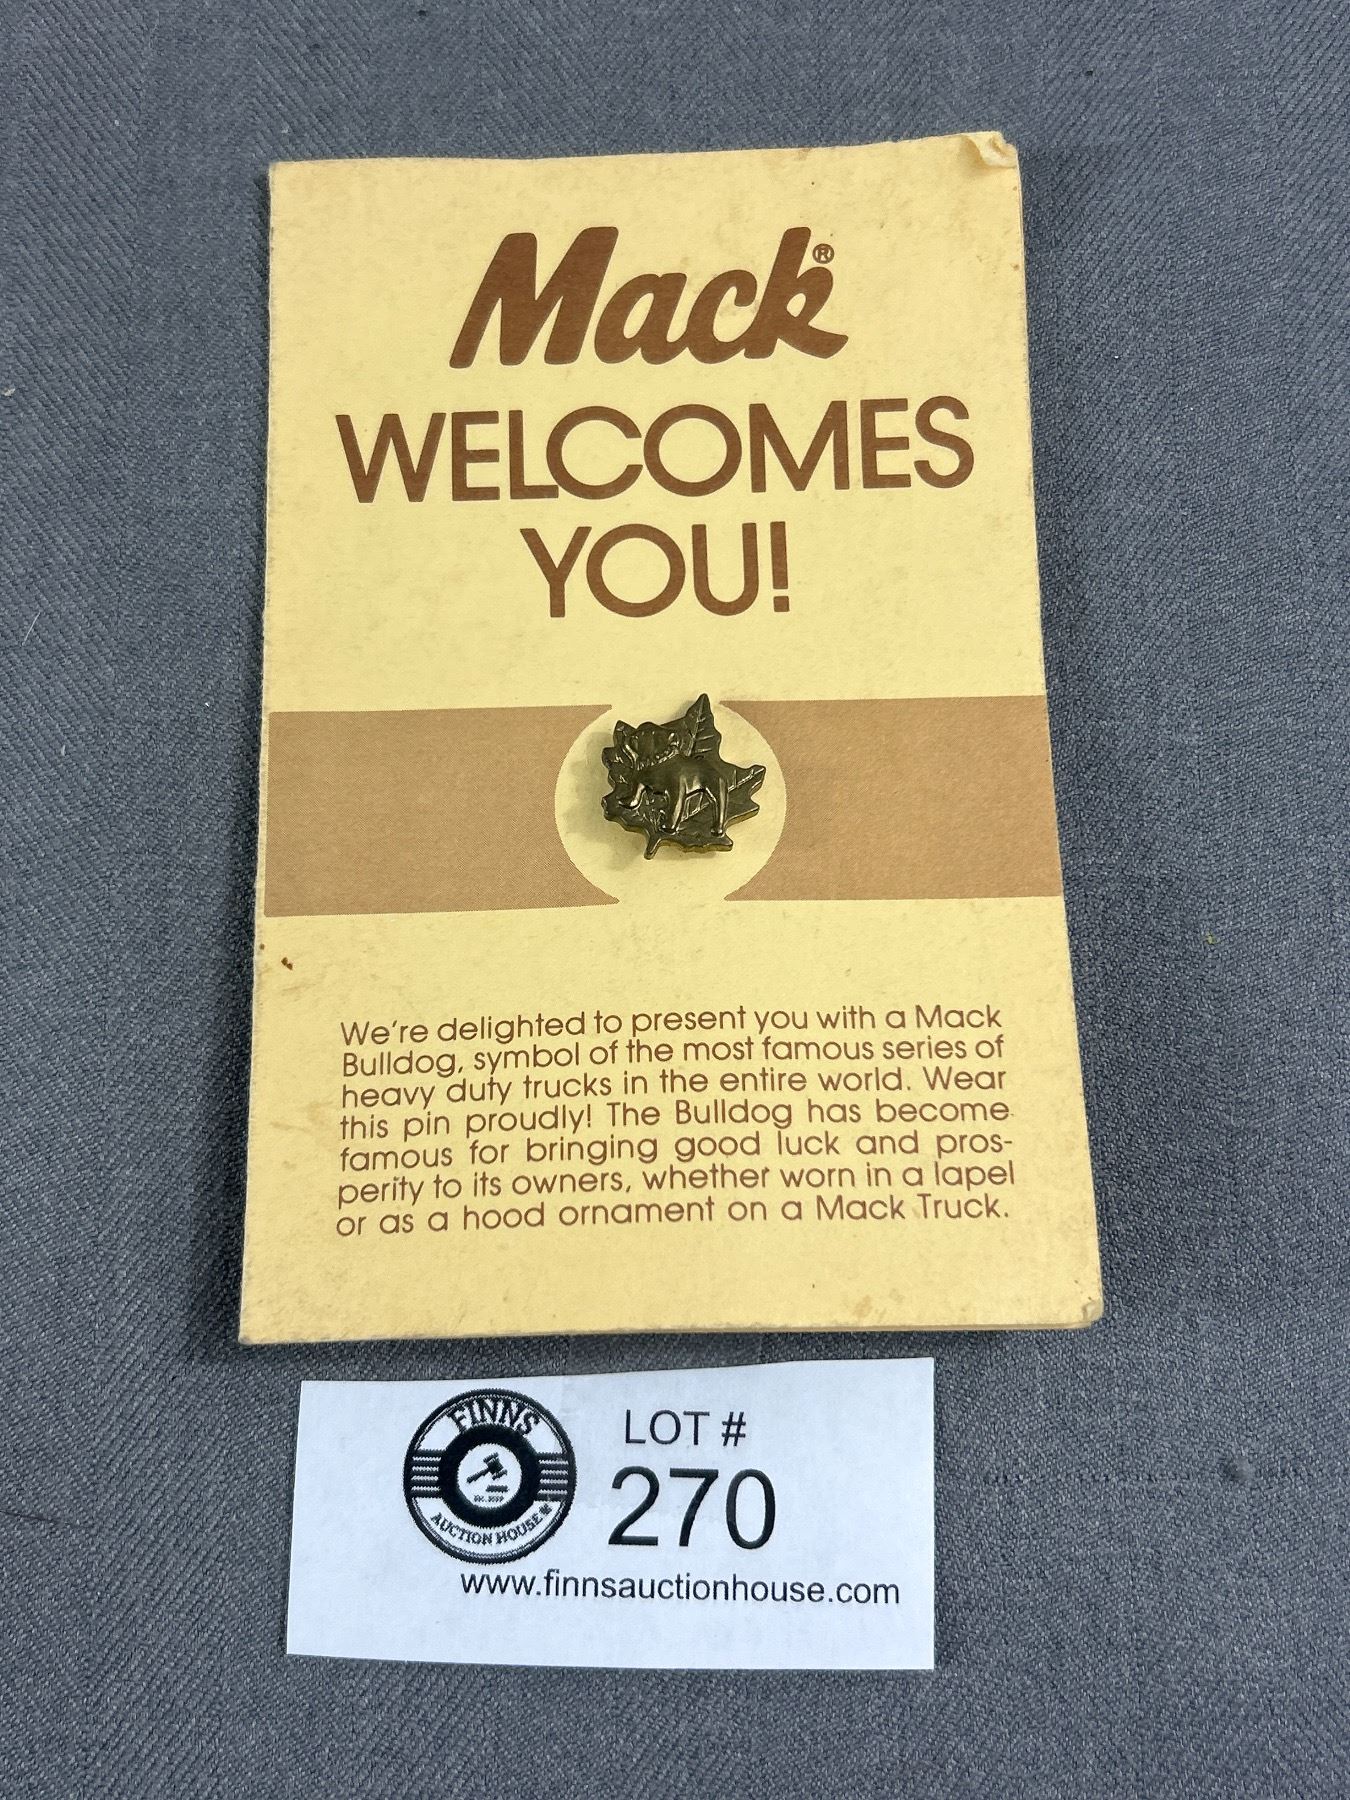 Mack®
WELCOMES
YOU!
We're delighted to present you with a Mack
Bulldog, symbol of the most famous series of
heavy duty trucks in the entire world. Wear
this pin proudly! The Bulldog has become
famous for bringing good luck and pros-
perity to its owners, whether worn in a lapel
or as a hood ornament on a Mack Truck.
FINNS
AUCTION HOUSE
LOT #
270
www.finnsauctionhouse.com